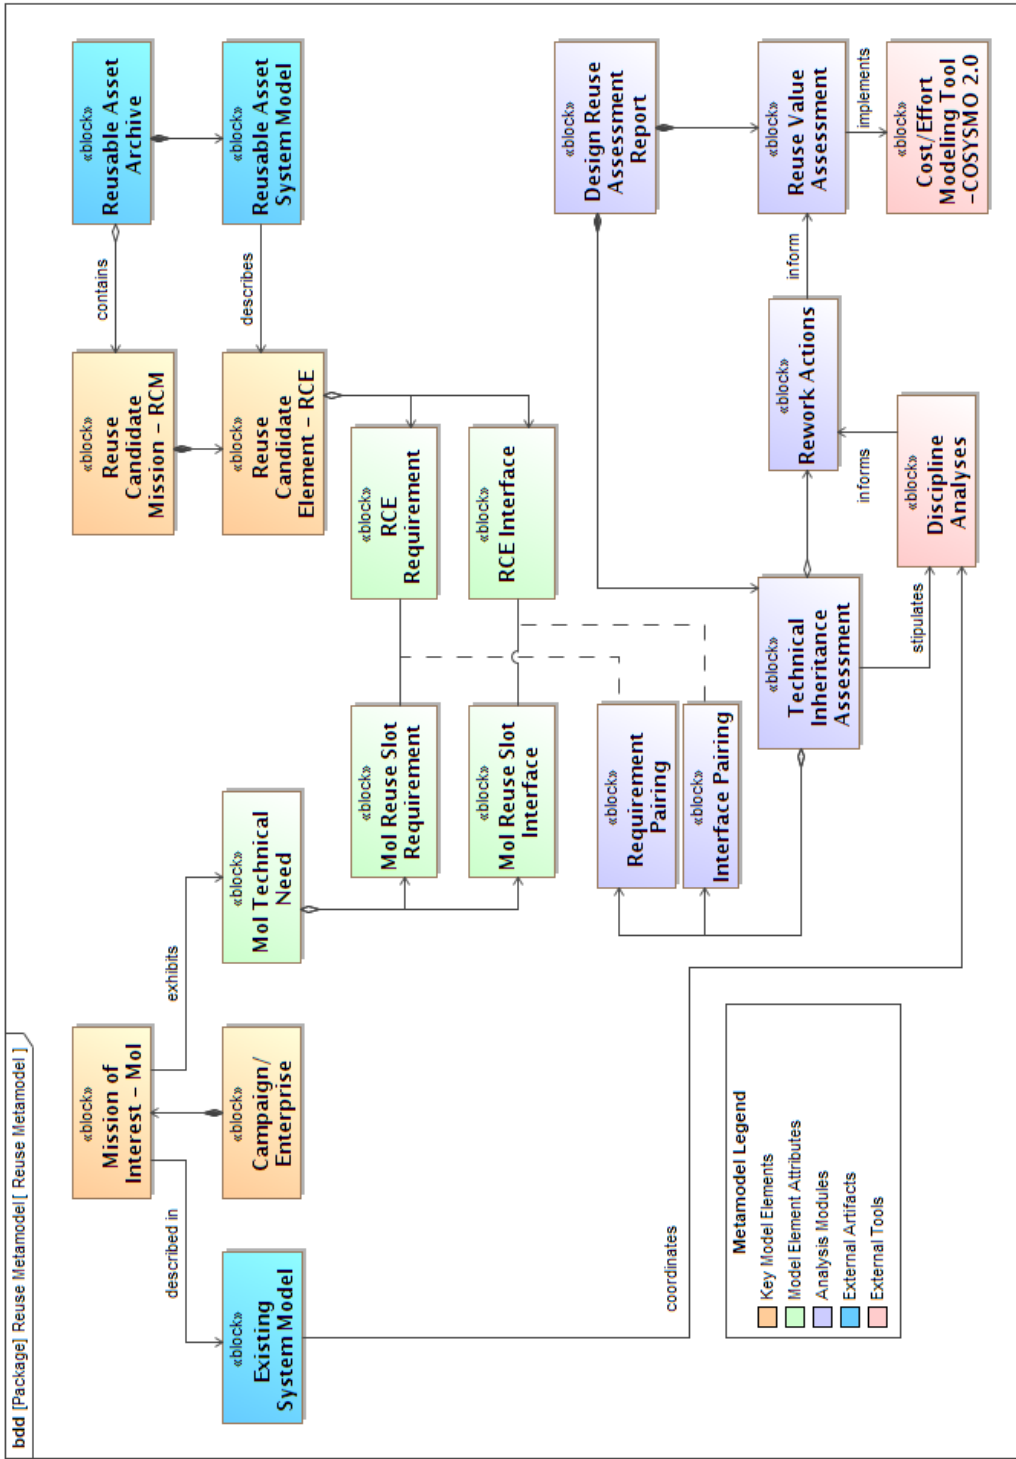 bdd [Package] Reuse Metamodel [ Reuse Metamodel ]
«block»
Mission of
Interest – MoI
«block»
Reuse
Candidate
Mission – RCM
contains
«block»
Reusable Asset
Archive
described in
exhibits
«block»
Existing
System Model
«block»
Campaign/
Enterprise
«block»
MoI Technical
Need
«block»
Reuse
Candidate
Element – RCE
describes
«block»
Reusable Asset
System Model
«block»
MoI Reuse Slot
Requirement
«block»
RCE
Requirement
«block»
MoI Reuse Slot
Interface
«block»
RCE Interface
«block»
Requirement
Pairing
«block»
Interface Pairing
«block»
Design Reuse
Assessment
Report
coordinates
«block»
Technical
Inheritance
Assessment
«block»
Rework Actions
inform
«block»
Reuse Value
Assessment
stipulates
informs
implements
«block»
Discipline
Analyses
«block»
Cost/Effort
Modeling Tool
-COSYSMO 2.0
Metamodel Legend
Key Model Elements
Model Element Attributes
Analysis Modules
External Artifacts
External Tools